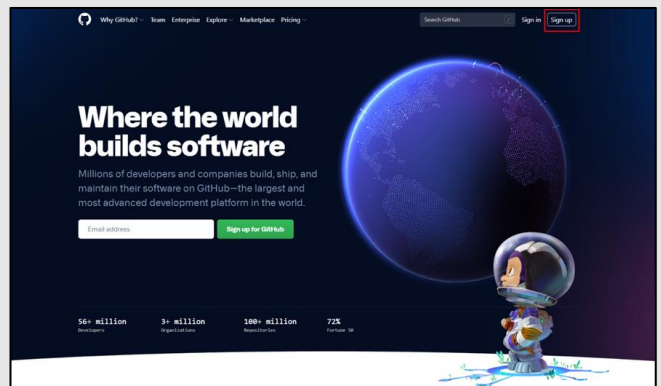 Why GitHub? Team Enterprise Explore Marketplace Pricing Search GitHub / Sign in Sign up
Where the world
builds software
Millions of developers and companies build, ship, and
maintain their software on GitHub—the largest and
most advanced development platform in the world.
Email address Sign up for GitHub
56+ million 3+ million 100+ million 72%
Developers Organizations Repositories Fortune 50